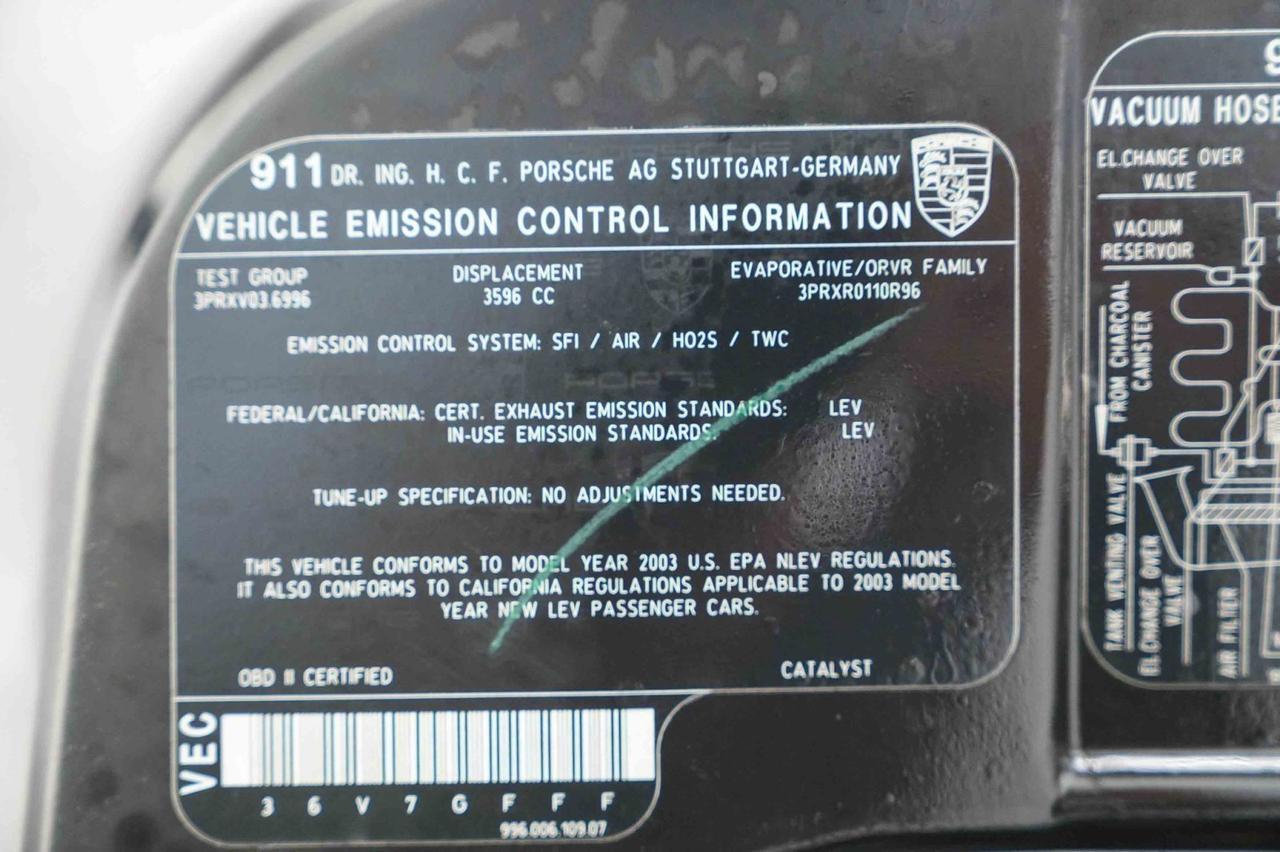 911 DR. ING. H. C. F. PORSCHE AG STUTTGART-GERMANY
VEHICLE EMISSION CONTROL INFORMATION
TEST GROUP
3PRXV03.6996
DISPLACEMENT
3596 CC
EVAPORATIVE/ORVR FAMILY
3PRXR0110R96
EMISSION CONTROL SYSTEM: SFI / AIR / HO2S / TWC
FEDERAL/CALIFORNIA: CERT. EXHAUST EMISSION STANDARDS: LEV
IN-USE EMISSION STANDARDS: LEV
TUNE-UP SPECIFICATION: NO ADJUSTMENTS NEEDED.
THIS VEHICLE CONFORMS TO MODEL YEAR 2003 U.S. EPA NLEV REGULATIONS.
IT ALSO CONFORMS TO CALIFORNIA REGULATIONS APPLICABLE TO 2003 MODEL
YEAR NEW LEV PASSENGER CARS.
OBD II CERTIFIED
CATALYST
VEC
3 6 V 7 G F F F
996.006.109.07
9
VACUUM HOSE
EL.CHANGE OVER
VALVE
VACUUM
RESERVOIR
FROM CHARCOAL
CANISTER
TANK VENTING VALVE
EL.CHANGE OVER
VALVE
AIR FILTER